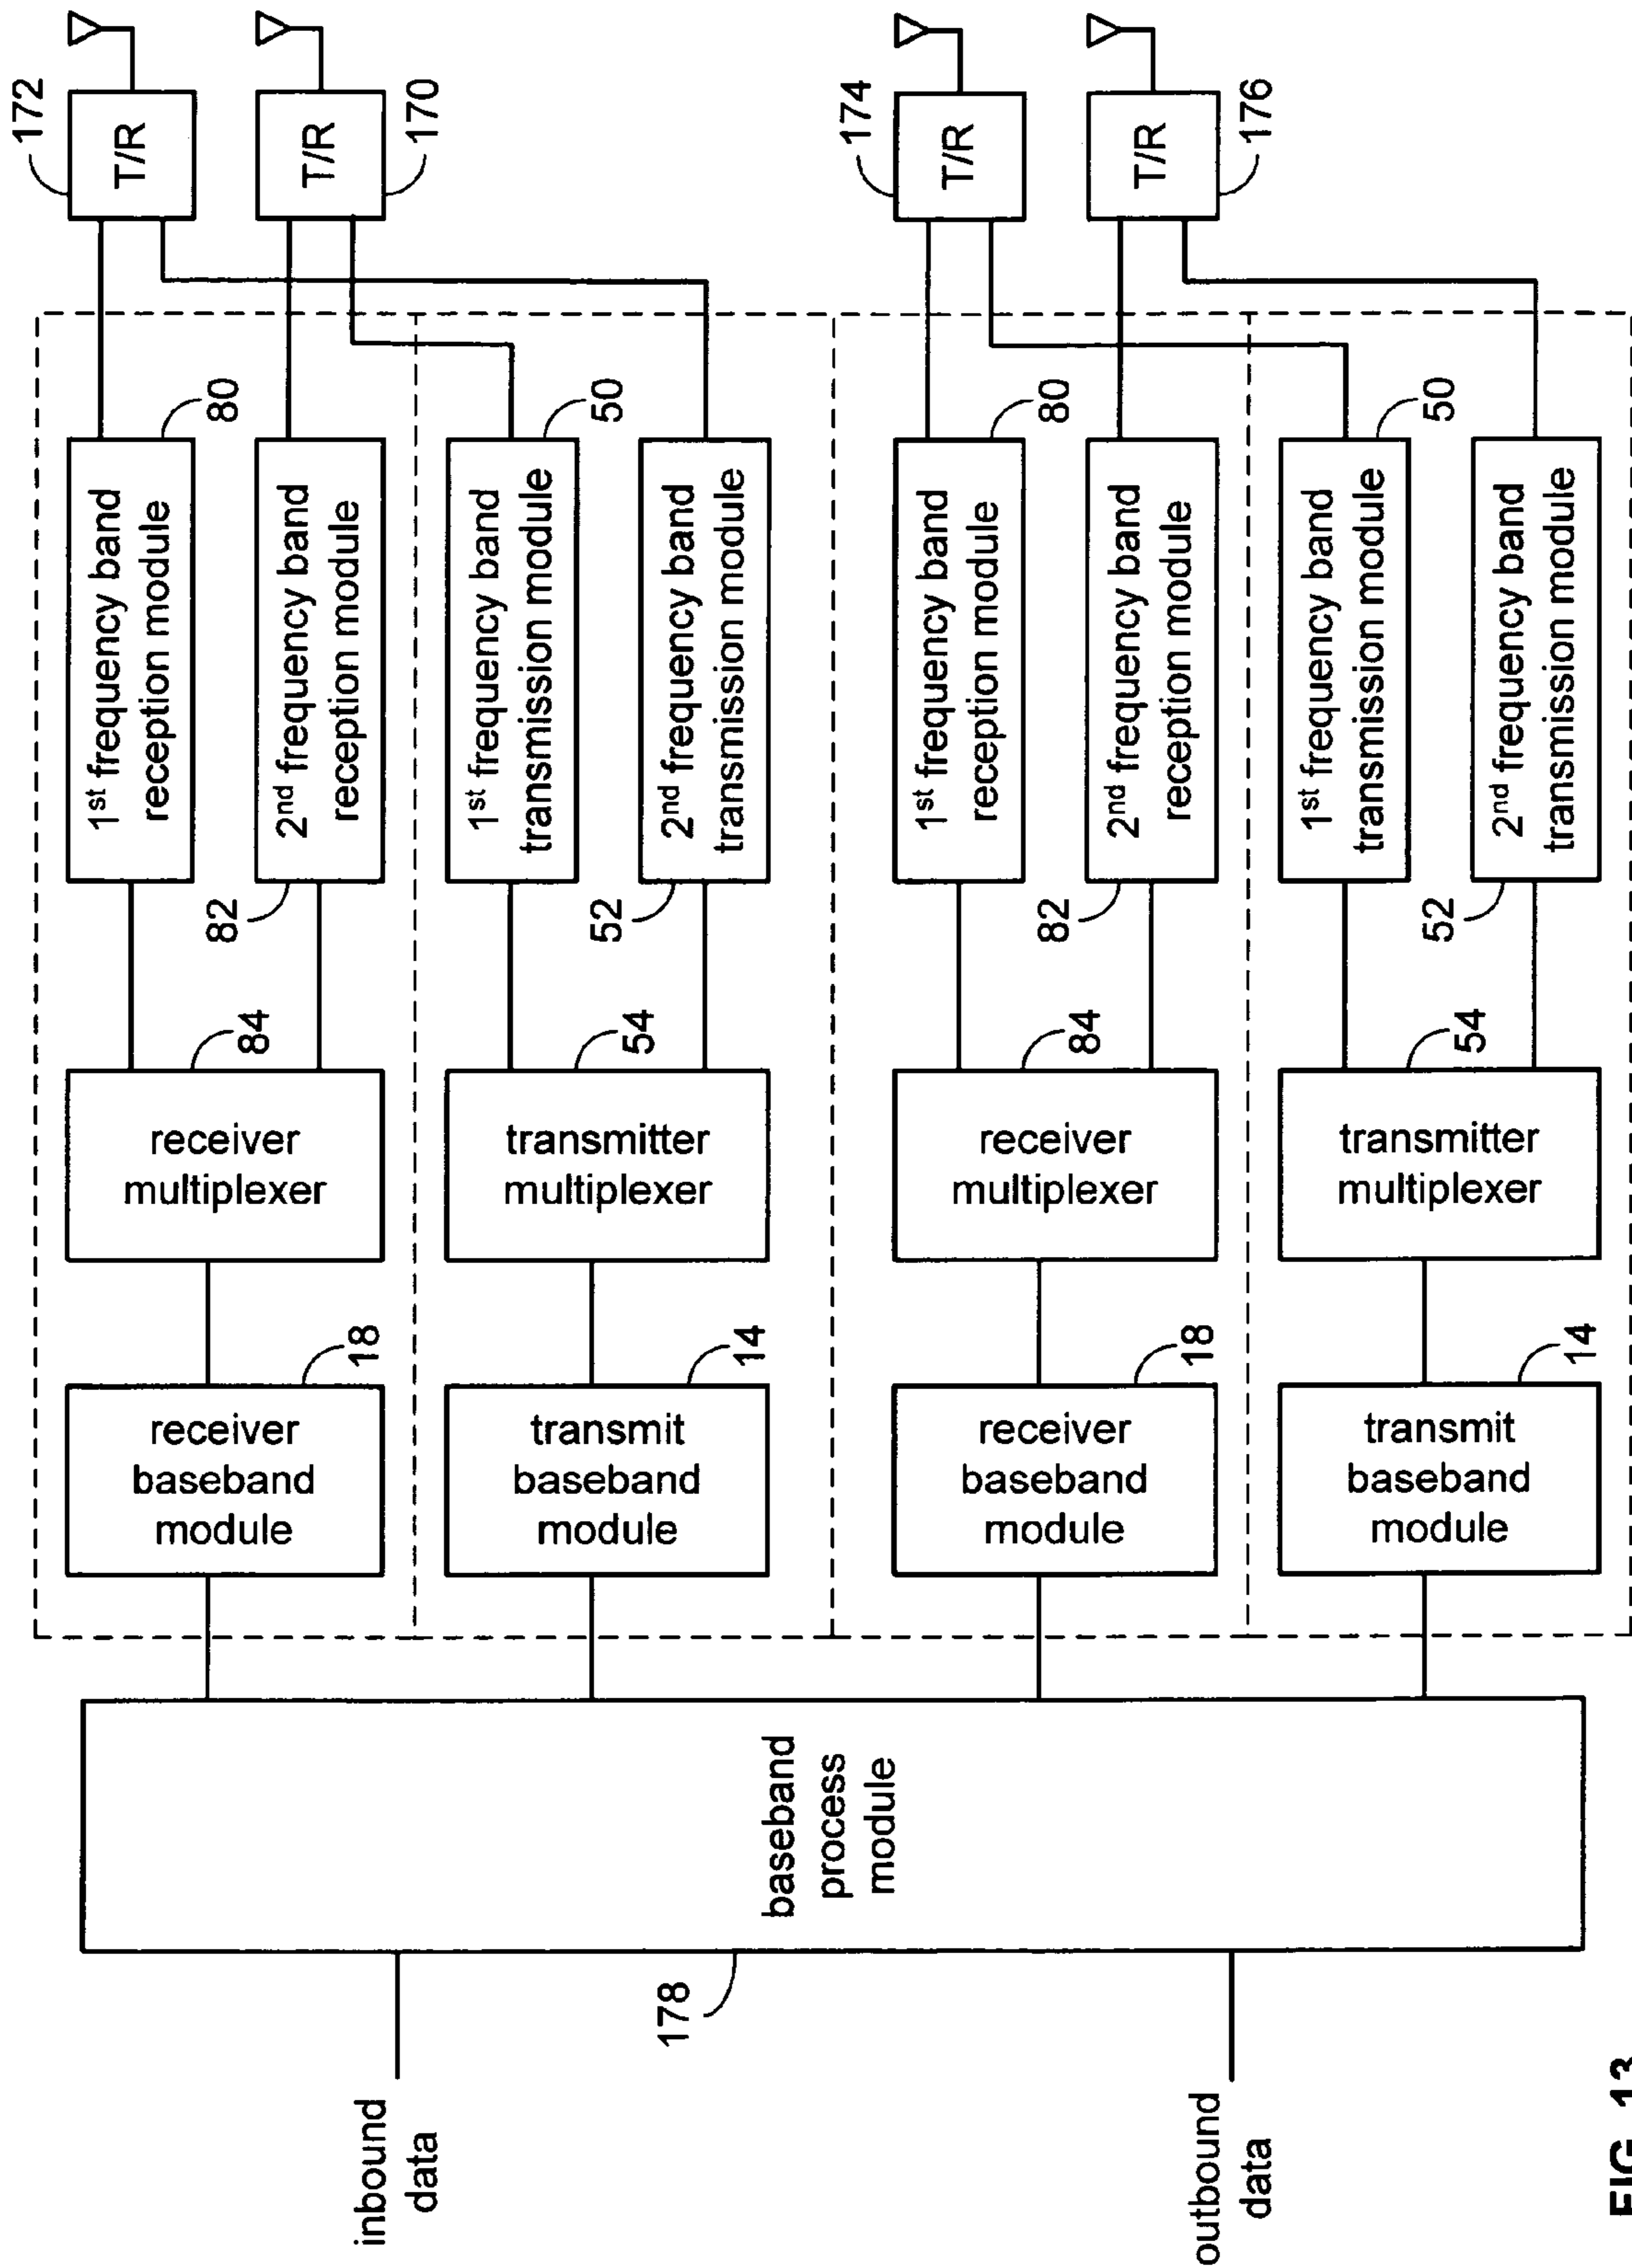 outbound
data
inbound
data
178
baseband
process
module
transmit
baseband
module
14
receiver
baseband
module
18
transmit
baseband
module
14
receiver
baseband
module
18
transmitter
multiplexer
54
receiver
multiplexer
84
transmitter
multiplexer
54
receiver
multiplexer
84
2nd frequency band
transmission module
52
1st frequency band
transmission module
50
2nd frequency band
reception module
82
1st frequency band
reception module
80
2nd frequency band
transmission module
52
1st frequency band
transmission module
50
2nd frequency band
reception module
82
1st frequency band
reception module
80
T/R
176
T/R
174
T/R
170
T/R
172
FIG. 13